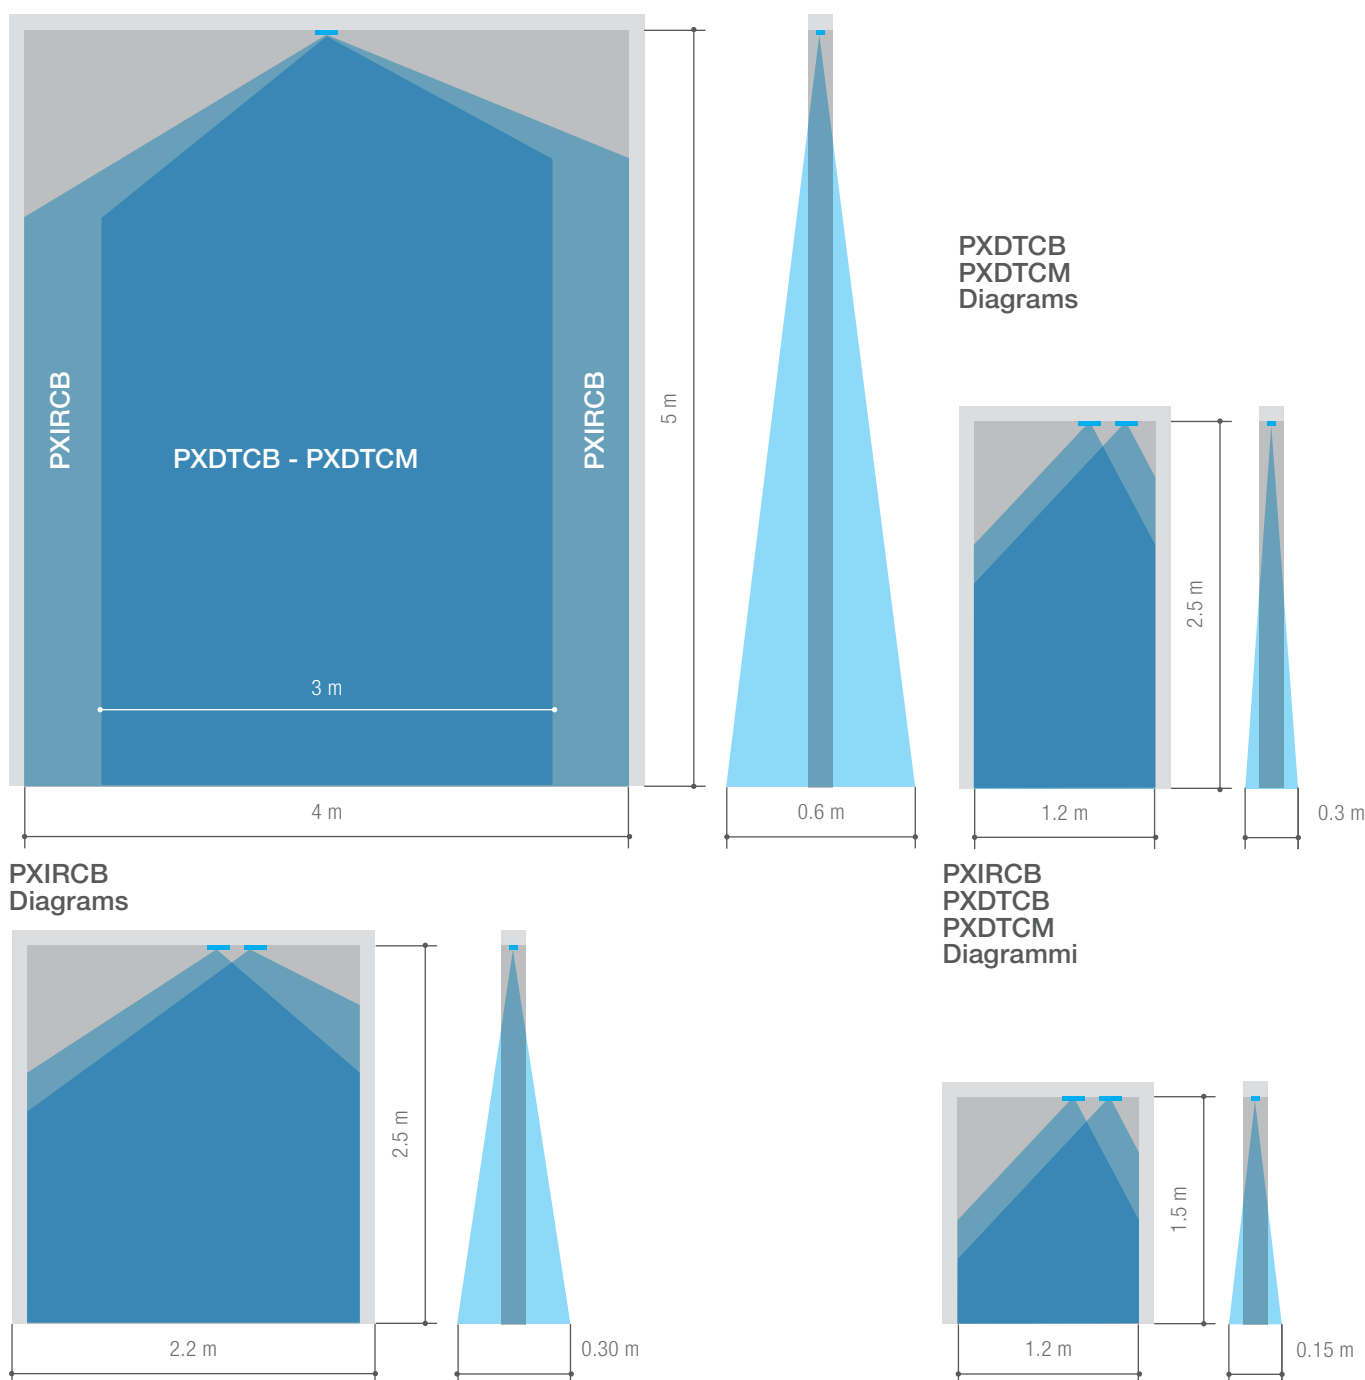 PXIRCB
PXDTCB - PXDTCM
PXIRCB
3 m
4 m
5 m
0.6 m
PXDTCB
PXDTCM
Diagrams
2.5 m
1.2 m
0.3 m
PXIRCB
Diagrams
2.5 m
2.2 m
0.30 m
PXIRCB
PXDTCB
PXDTCM
Diagrammi
1.5 m
1.2 m
0.15 m